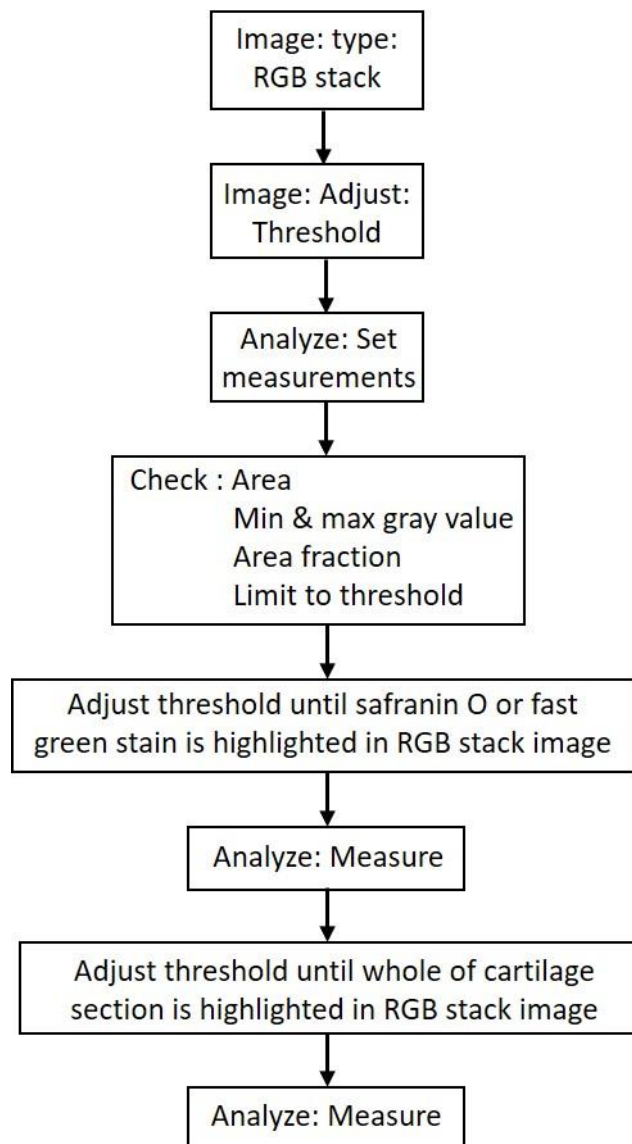 Image: type:
RGB stack
Image: Adjust:
Threshold
Analyze: Set
measurements
Check : Area
Min & max gray value
Area fraction
Limit to threshold
Adjust threshold until safranin O or fast
green stain is highlighted in RGB stack image
Analyze: Measure
Adjust threshold until whole of cartilage
section is highlighted in RGB stack image
Analyze: Measure